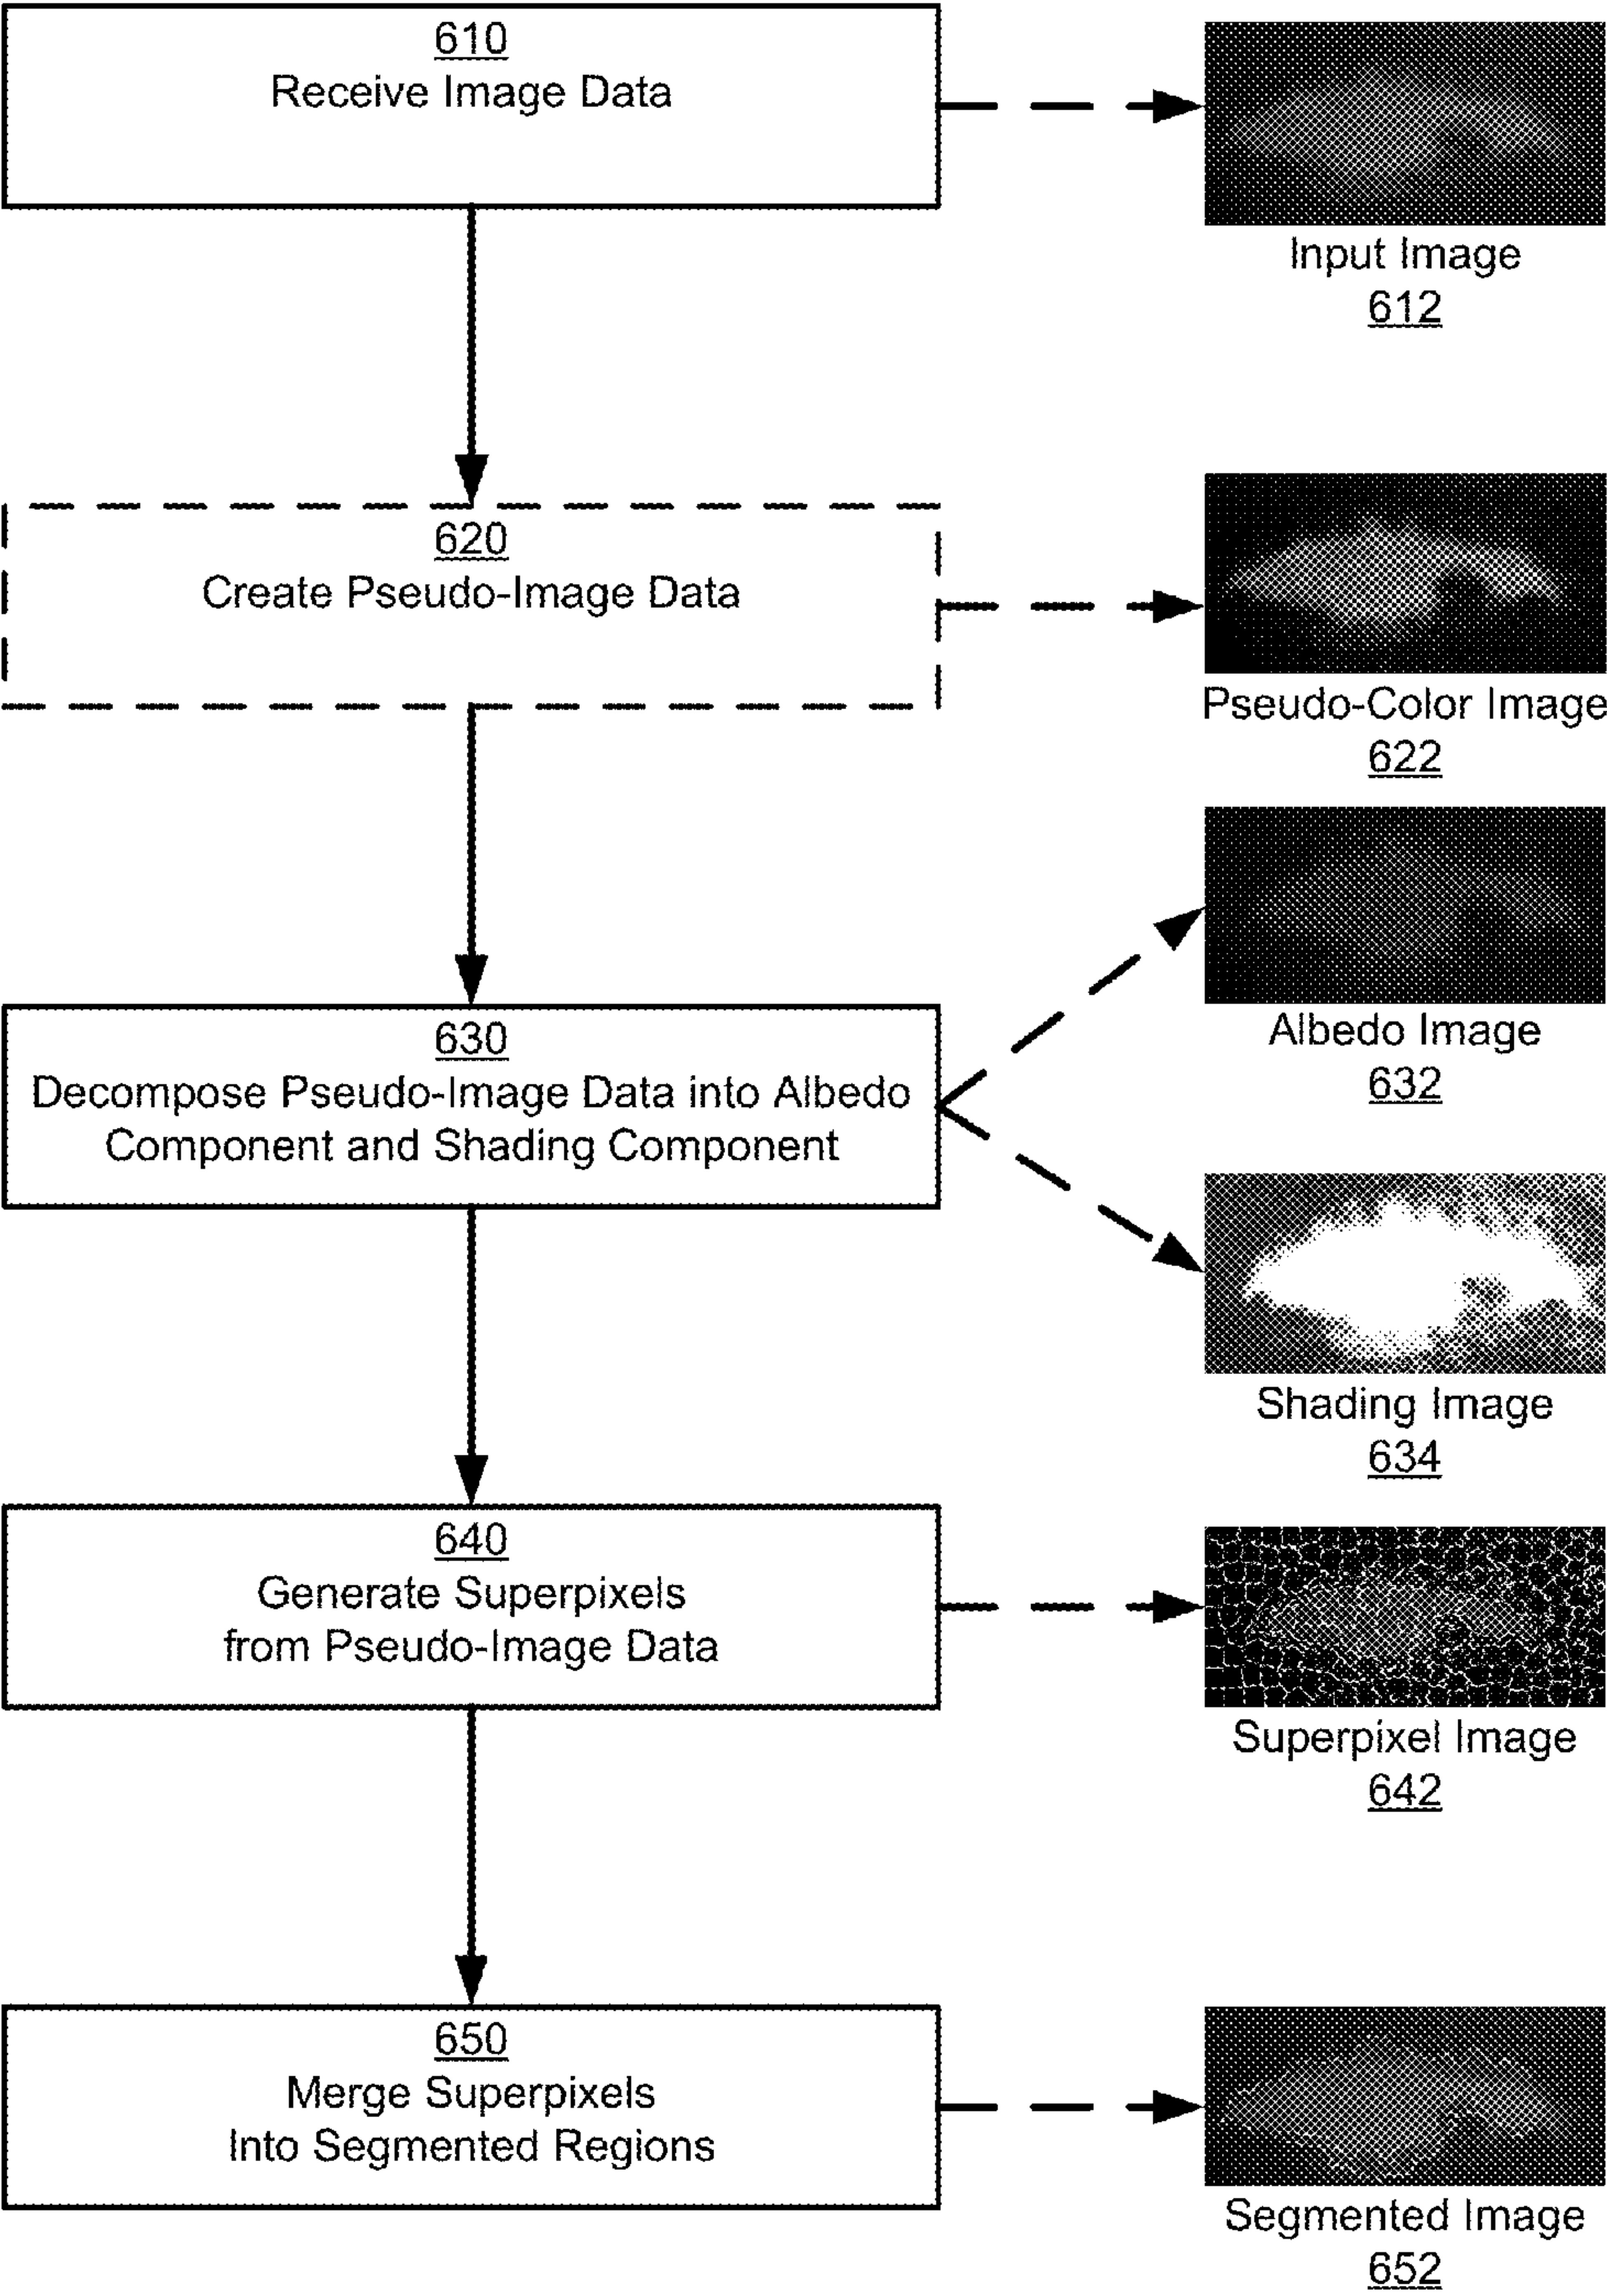 610
Receive Image Data
Input Image
612
620
Create Pseudo-Image Data
Pseudo-Color Image
622
630
Decompose Pseudo-Image Data into Albedo
Component and Shading Component
Albedo Image
632
Shading Image
634
640
Generate Superpixels
from Pseudo-Image Data
Superpixel Image
642
650
Merge Superpixels
Into Segmented Regions
Segmented Image
652